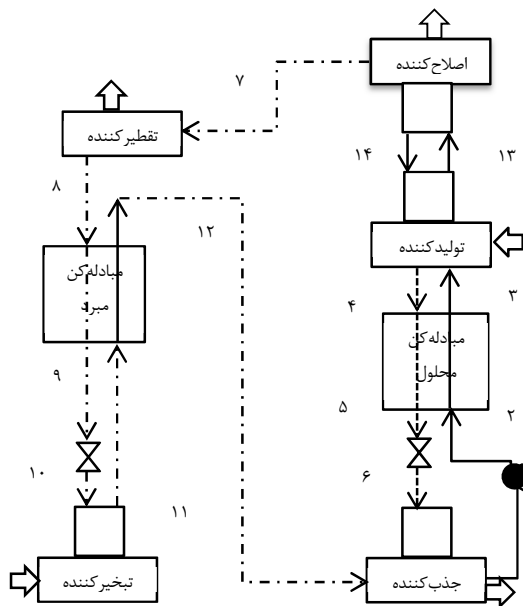 اصلاح‌کننده
۷
تقطیرکننده
۱۴
۱۳
۸
۱۲
تولیدکننده
مبادله‌کن
مبرد
۴
۳
مبادله‌کن
محلول
۹
۵
۲
۱۰
۶
۱۱
تبخیرکننده
جذب‌کننده